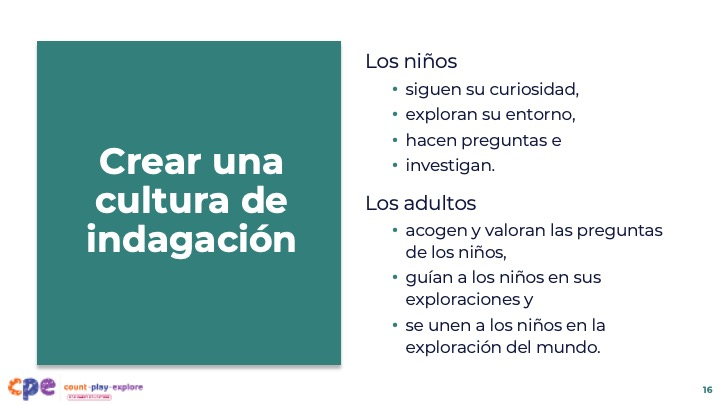 Crear una
cultura de
indagación
Los niños
• siguen su curiosidad,
• exploran su entorno,
• hacen preguntas e
• investigan.
Los adultos
• acogen y valoran las preguntas
de los niños,
• guían a los niños en sus
exploraciones y
• se unen a los niños en la
exploración del mundo.
cpe count·play·explore
16